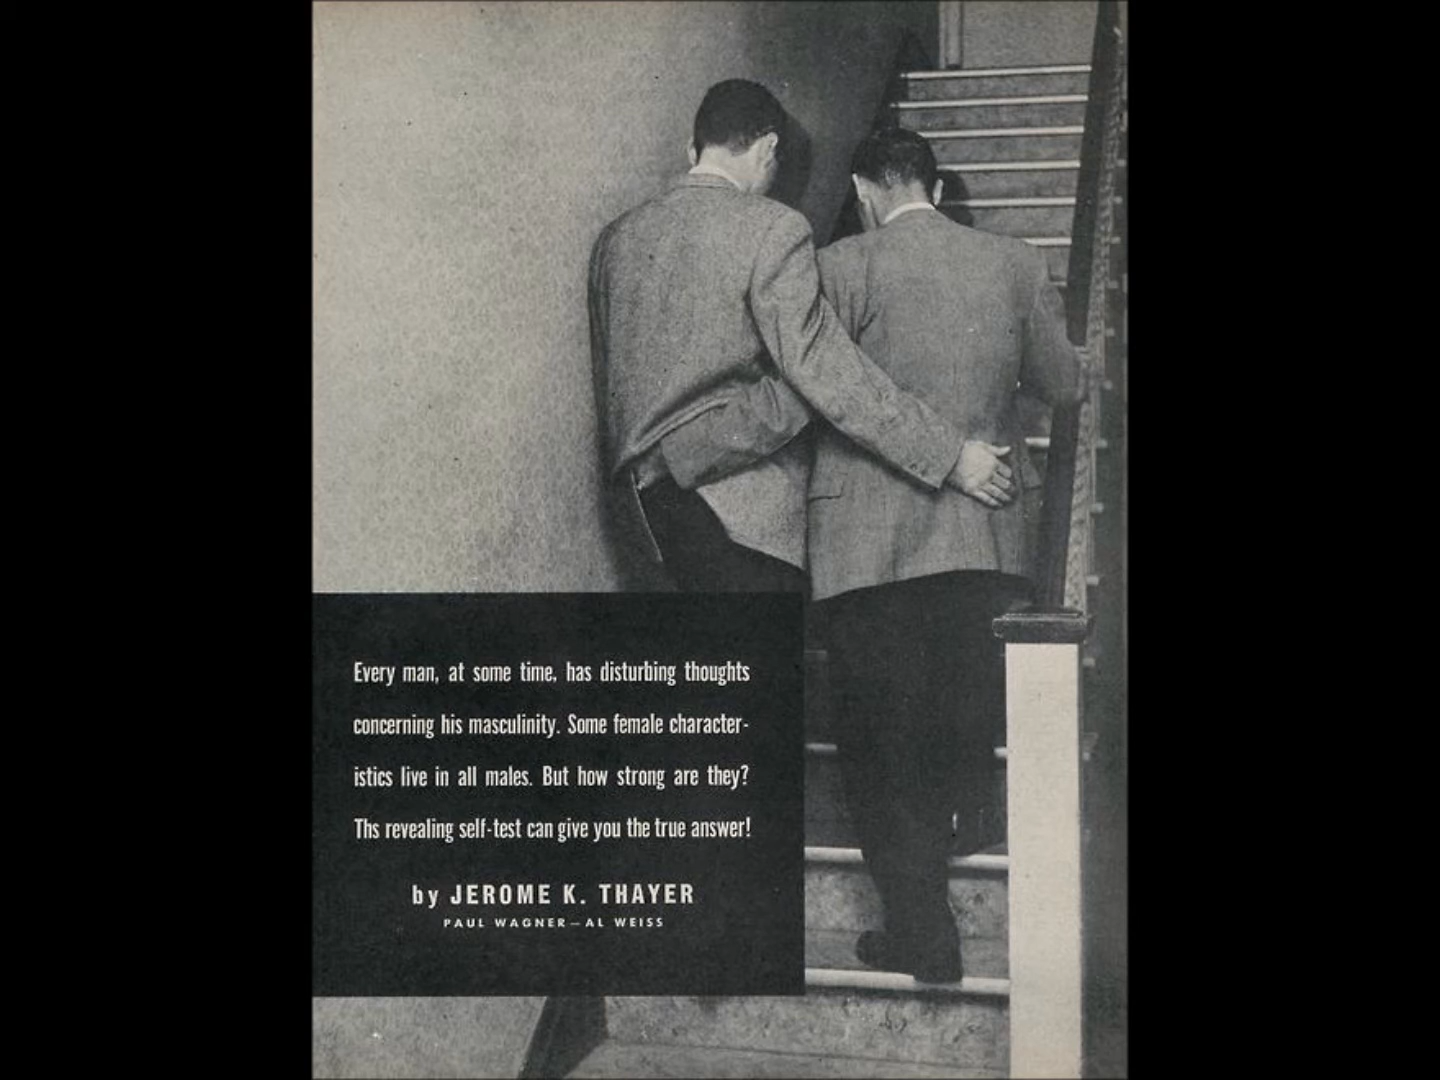 Every man, at some time, has disturbing thoughts
concerning his masculinity. Some female character-
istics live in all males. But how strong are they?
Ths revealing self-test can give you the true answer!
by JEROME K. THAYER
PAUL WAGNER—AL WEISS